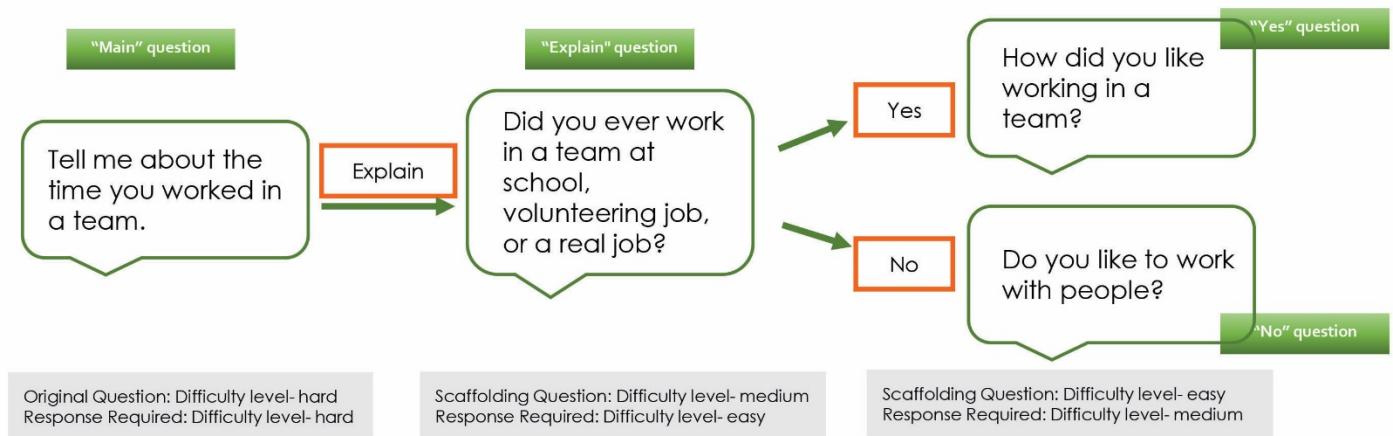 "Main" question
Tell me about the
time you worked in
a team.
Explain
"Explain" question
Did you ever work
in a team at
school,
volunteering job,
or a real job?
Yes
"Yes" question
How did you like
working in a
team?
No
Do you like to work
with people?
"No" question
Original Question: Difficulty level- hard
Response Required: Difficulty level- hard
Scaffolding Question: Difficulty level- medium
Response Required: Difficulty level- easy
Scaffolding Question: Difficulty level- easy
Response Required: Difficulty level- medium